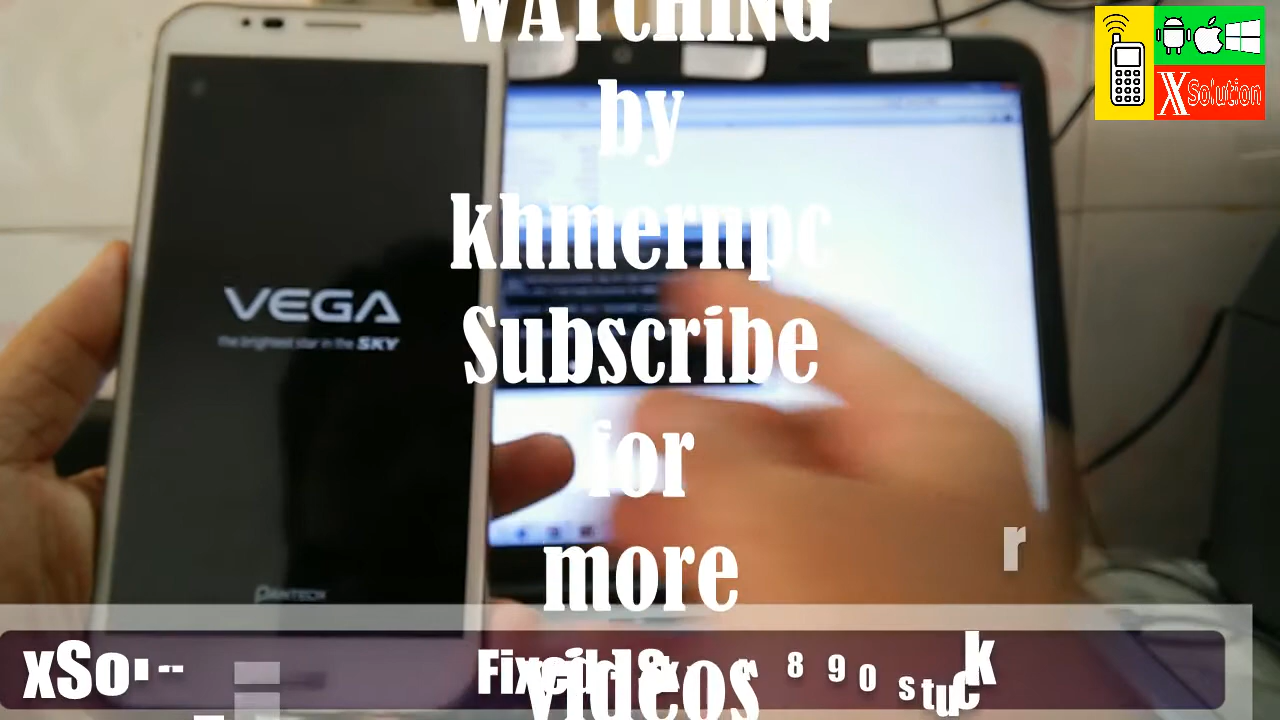 WATCHING
by
khmernpc
Subscribe
for
more
videos
X Solution
VEGA
the brightest star in the SKY
PANTECH
xSo
8 9 0 stuck
r